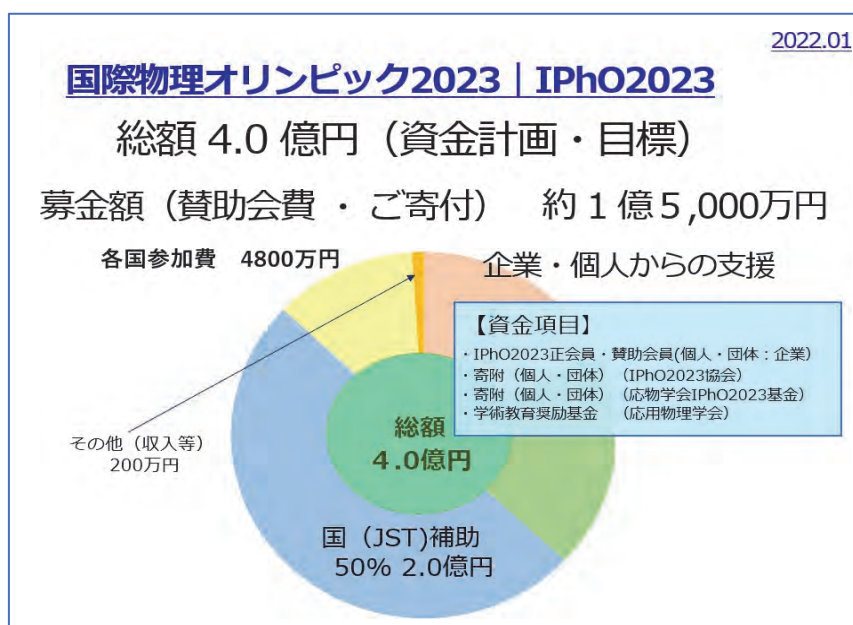 2022.01
国際物理オリンピック2023 | IPhO2023
総額 4.0 億円（資金計画・目標）
募金額（賛助会費 ・ ご寄付） 約 1 億 5,000万円
各国参加費 4800万円
企業・個人からの支援
【資金項目】
・IPhO2023正会員・賛助会員(個人・団体：企業)
・寄附（個人・団体）（IPhO2023協会）
・寄附（個人・団体）（応物学会IPhO2023基金）
・学術教育奨励基金 （応用物理学会）
その他（収入等）
200万円
総額
4.0億円
国（JST)補助
50% 2.0億円